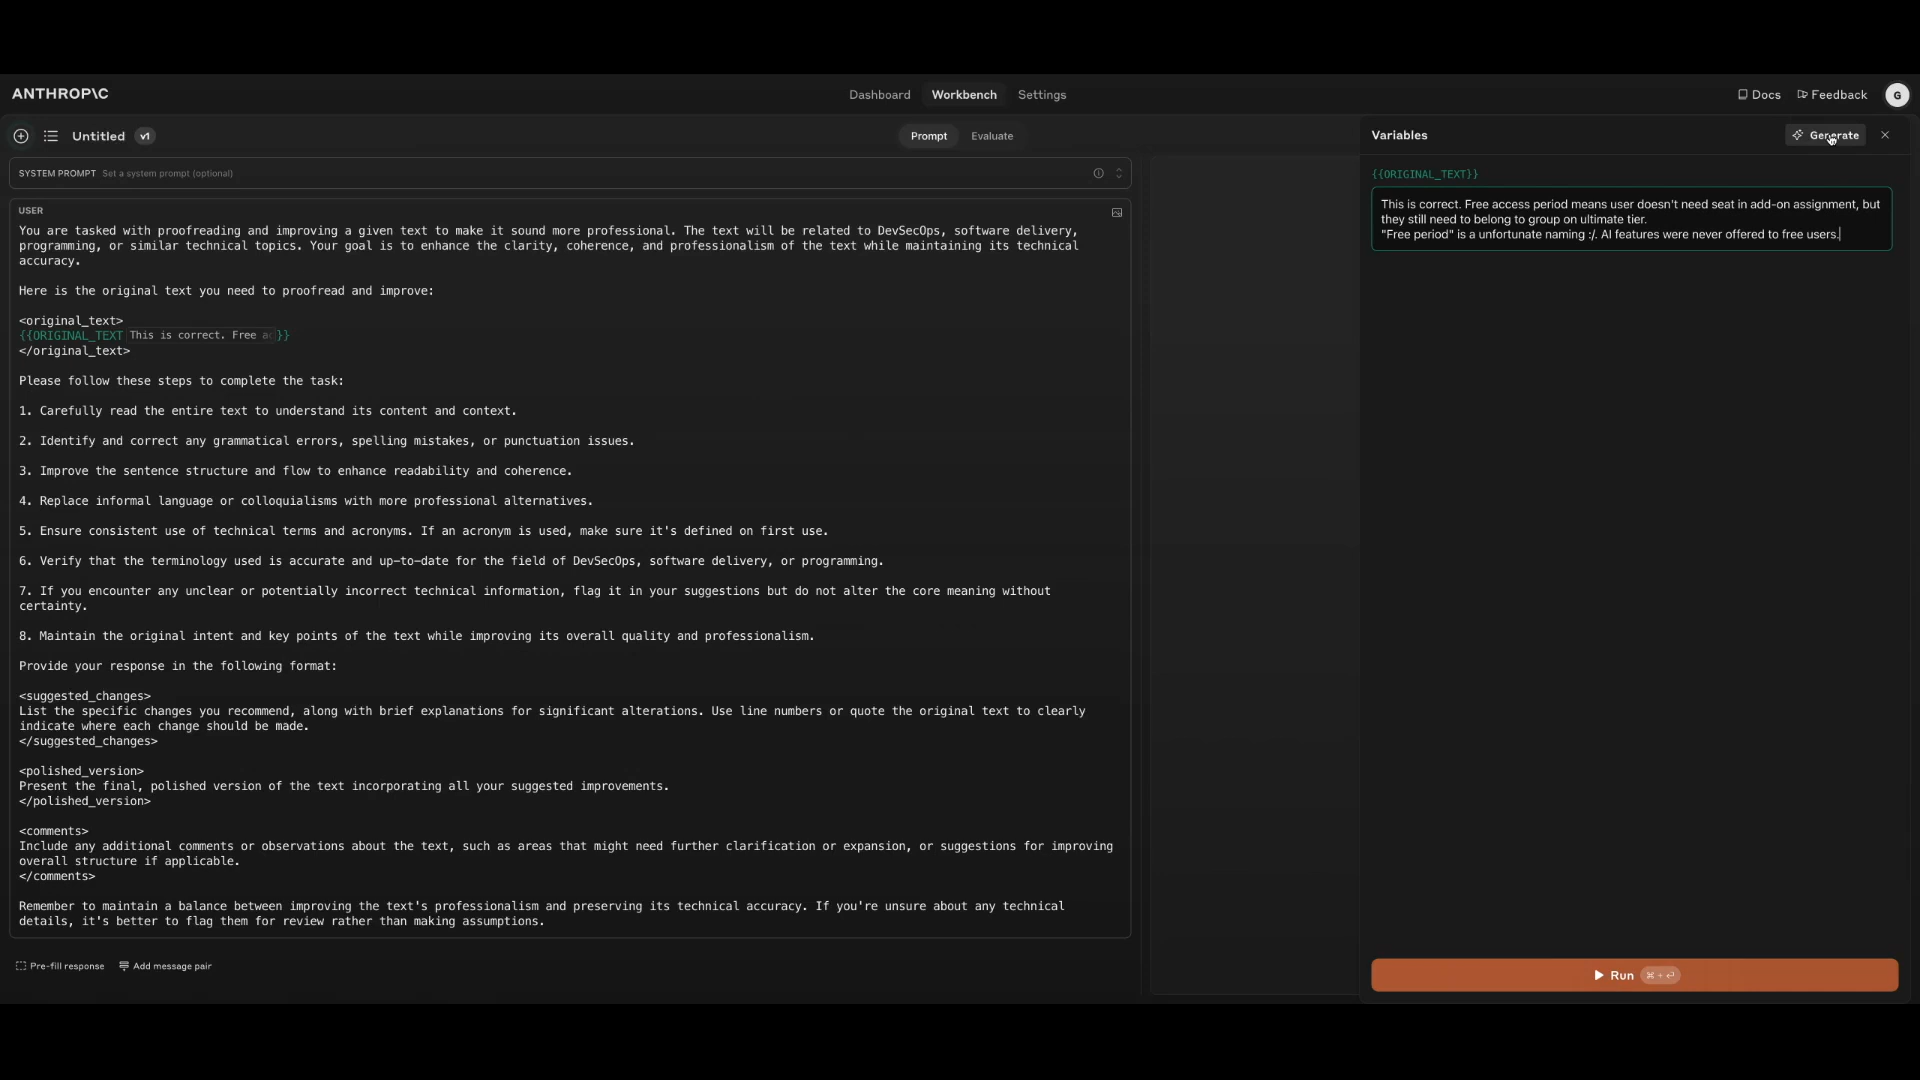 ANTHROP\C
Dashboard
Workbench
Settings
Docs
Feedback
G
Untitled
v1
Prompt
Evaluate
SYSTEM PROMPT Set a system prompt (optional)
USER
You are tasked with proofreading and improving a given text to make it sound more professional. The text will be related to DevSecOps, software delivery,
programming, or similar technical topics. Your goal is to enhance the clarity, coherence, and professionalism of the text while maintaining its technical
accuracy.
Here is the original text you need to proofread and improve:
<original_text>
{{ORIGINAL_TEXT This is correct. Free a }}
</original_text>
Please follow these steps to complete the task:
1. Carefully read the entire text to understand its content and context.
2. Identify and correct any grammatical errors, spelling mistakes, or punctuation issues.
3. Improve the sentence structure and flow to enhance readability and coherence.
4. Replace informal language or colloquialisms with more professional alternatives.
5. Ensure consistent use of technical terms and acronyms. If an acronym is used, make sure it's defined on first use.
6. Verify that the terminology used is accurate and up-to-date for the field of DevSecOps, software delivery, or programming.
7. If you encounter any unclear or potentially incorrect technical information, flag it in your suggestions but do not alter the core meaning without
certainty.
8. Maintain the original intent and key points of the text while improving its overall quality and professionalism.
Provide your response in the following format:
<suggested_changes>
List the specific changes you recommend, along with brief explanations for significant alterations. Use line numbers or quote the original text to clearly
indicate where each change should be made.
</suggested_changes>
<polished_version>
Present the final, polished version of the text incorporating all your suggested improvements.
</polished_version>
<comments>
Include any additional comments or observations about the text, such as areas that might need further clarification or expansion, or suggestions for improving
overall structure if applicable.
</comments>
Remember to maintain a balance between improving the text's professionalism and preserving its technical accuracy. If you're unsure about any technical
details, it's better to flag them for review rather than making assumptions.
Pre-fill response
Add message pair
Variables
Generate
{{ORIGINAL_TEXT}}
This is correct. Free access period means user doesn't need seat in add-on assignment, but
they still need to belong to group on ultimate tier.
"Free period" is a unfortunate naming :/. AI features were never offered to free users.
Run ⌘ + ⏎